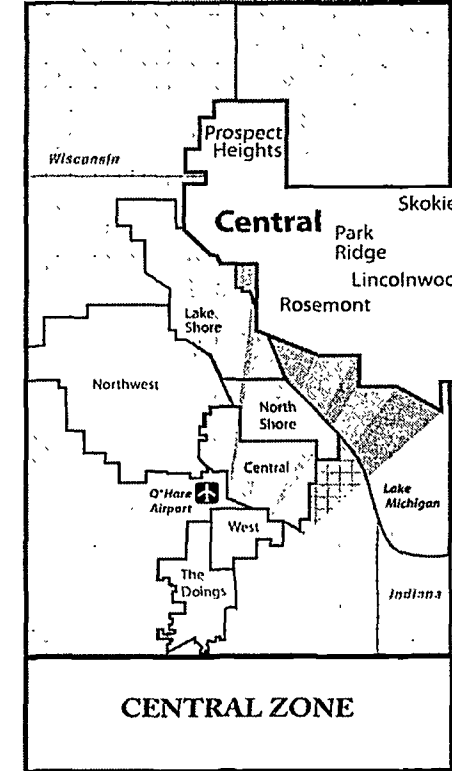 Prospect
Heights
Wisconsin
Skokie
Central
Park
Ridge
Lincolnwoo
Rosemont
Lake
Shore
Northwest
North
Shore
Central
O'Hare
Airport
Lake
Michigan
West
The
Doings
Indiana
CENTRAL ZONE